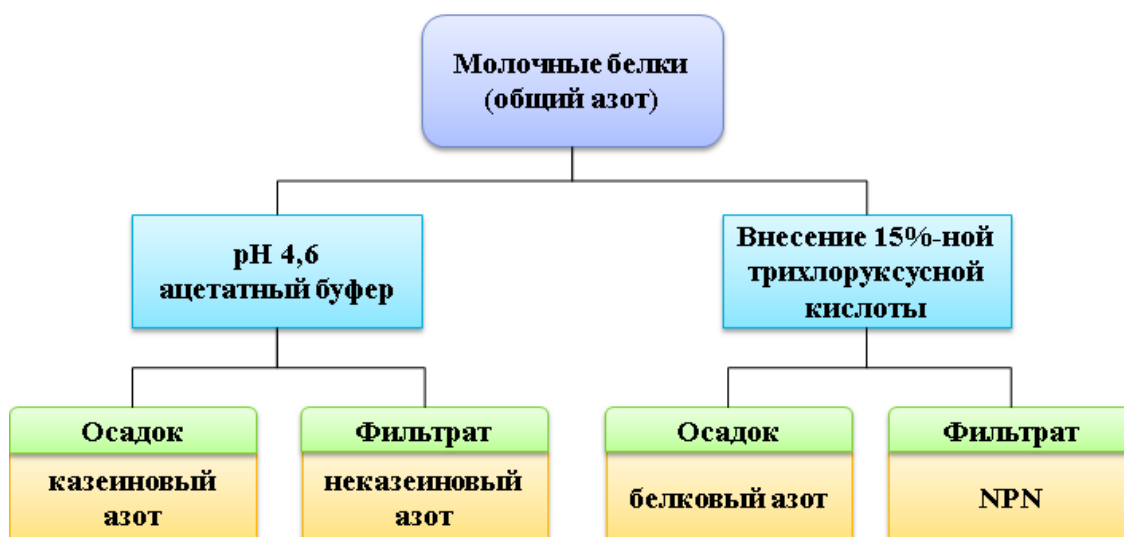 Молочные белки
(общий азот)
pH 4,6
ацетатный буфер
Внесение 15%-ной
трихлоруксусной
кислоты
Осадок
Фильтрат
Осадок
Фильтрат
казеиновый
азот
неказеиновый
азот
белковый азот
NPN